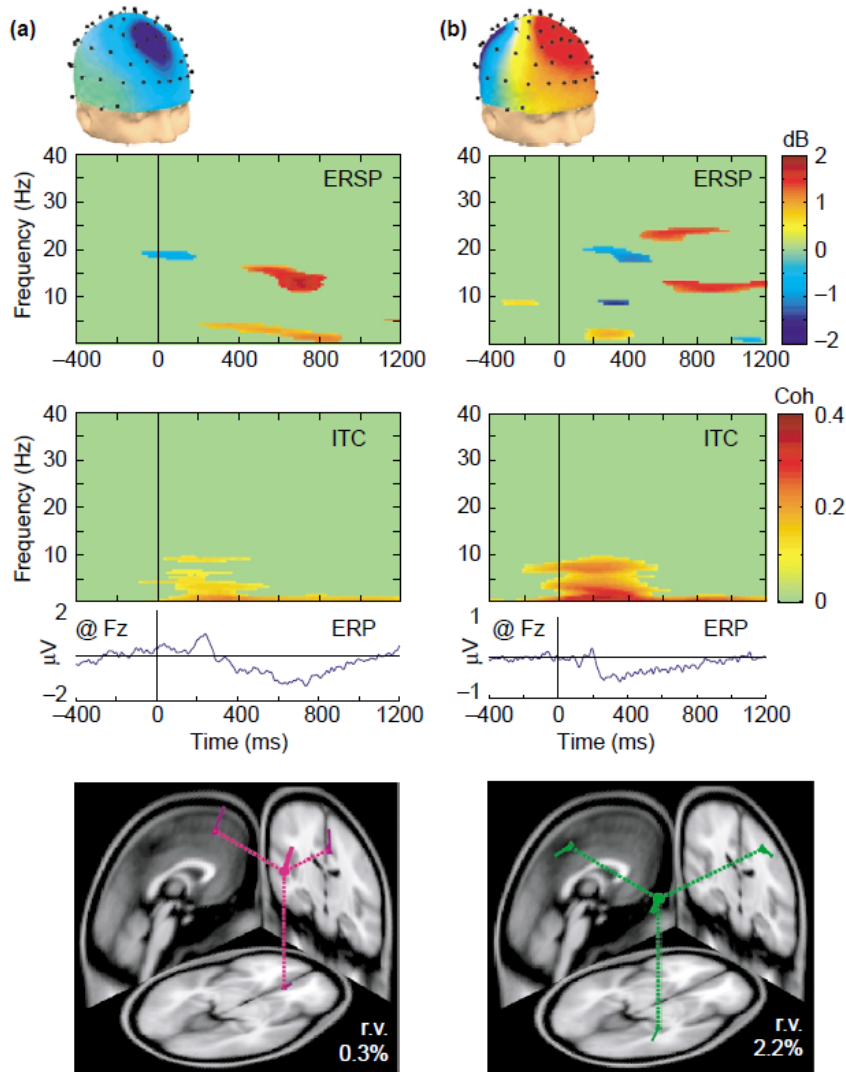 (a)
(b)
dB
40
ERSP
30
20
10
Frequency (Hz)
–400 0 400 800 1200
40
ERSP
30
20
10
–400 0 400 800 1200
2
1
0
–1
–2
Coh
40
ITC
30
20
10
Frequency (Hz)
40
ITC
30
20
10
0.4
0.2
0
2
@ Fz
ERP
µV
–2
–400 0 400 800 1200
Time (ms)
1
@ Fz
ERP
µV
–1
–400 0 400 800 1200
Time (ms)
r.v.
0.3%
r.v.
2.2%